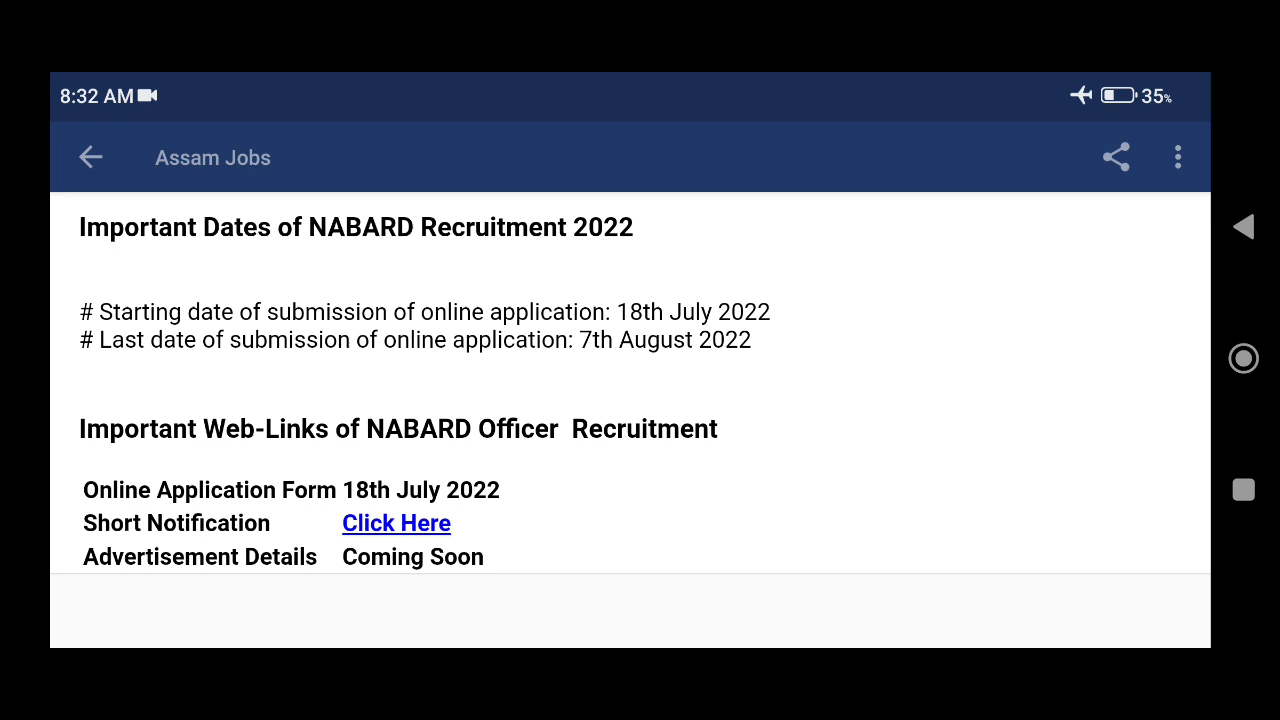 8:32 AM 35%
Assam Jobs
Important Dates of NABARD Recruitment 2022
# Starting date of submission of online application: 18th July 2022
# Last date of submission of online application: 7th August 2022
Important Web-Links of NABARD Officer  Recruitment
Online Application Form 18th July 2022
Short Notification Click Here
Advertisement Details Coming Soon